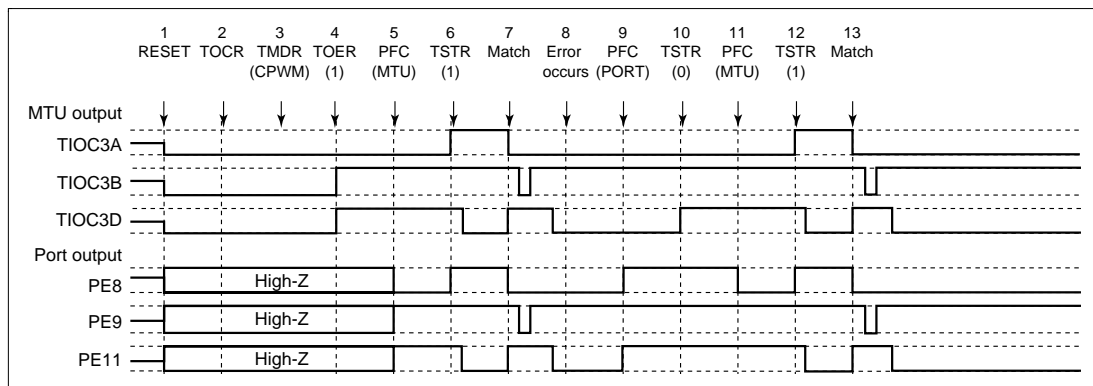 1 2 3 4 5 6 7 8 9 10 11 12 13
RESET TOCR TMDR TOER PFC TSTR Match Error PFC TSTR PFC TSTR Match
(CPWM) (1) (MTU) (1) occurs (PORT) (0) (MTU) (1)
MTU output
TIOC3A
TIOC3B
TIOC3D
Port output
PE8 High-Z
PE9 High-Z
PE11 High-Z